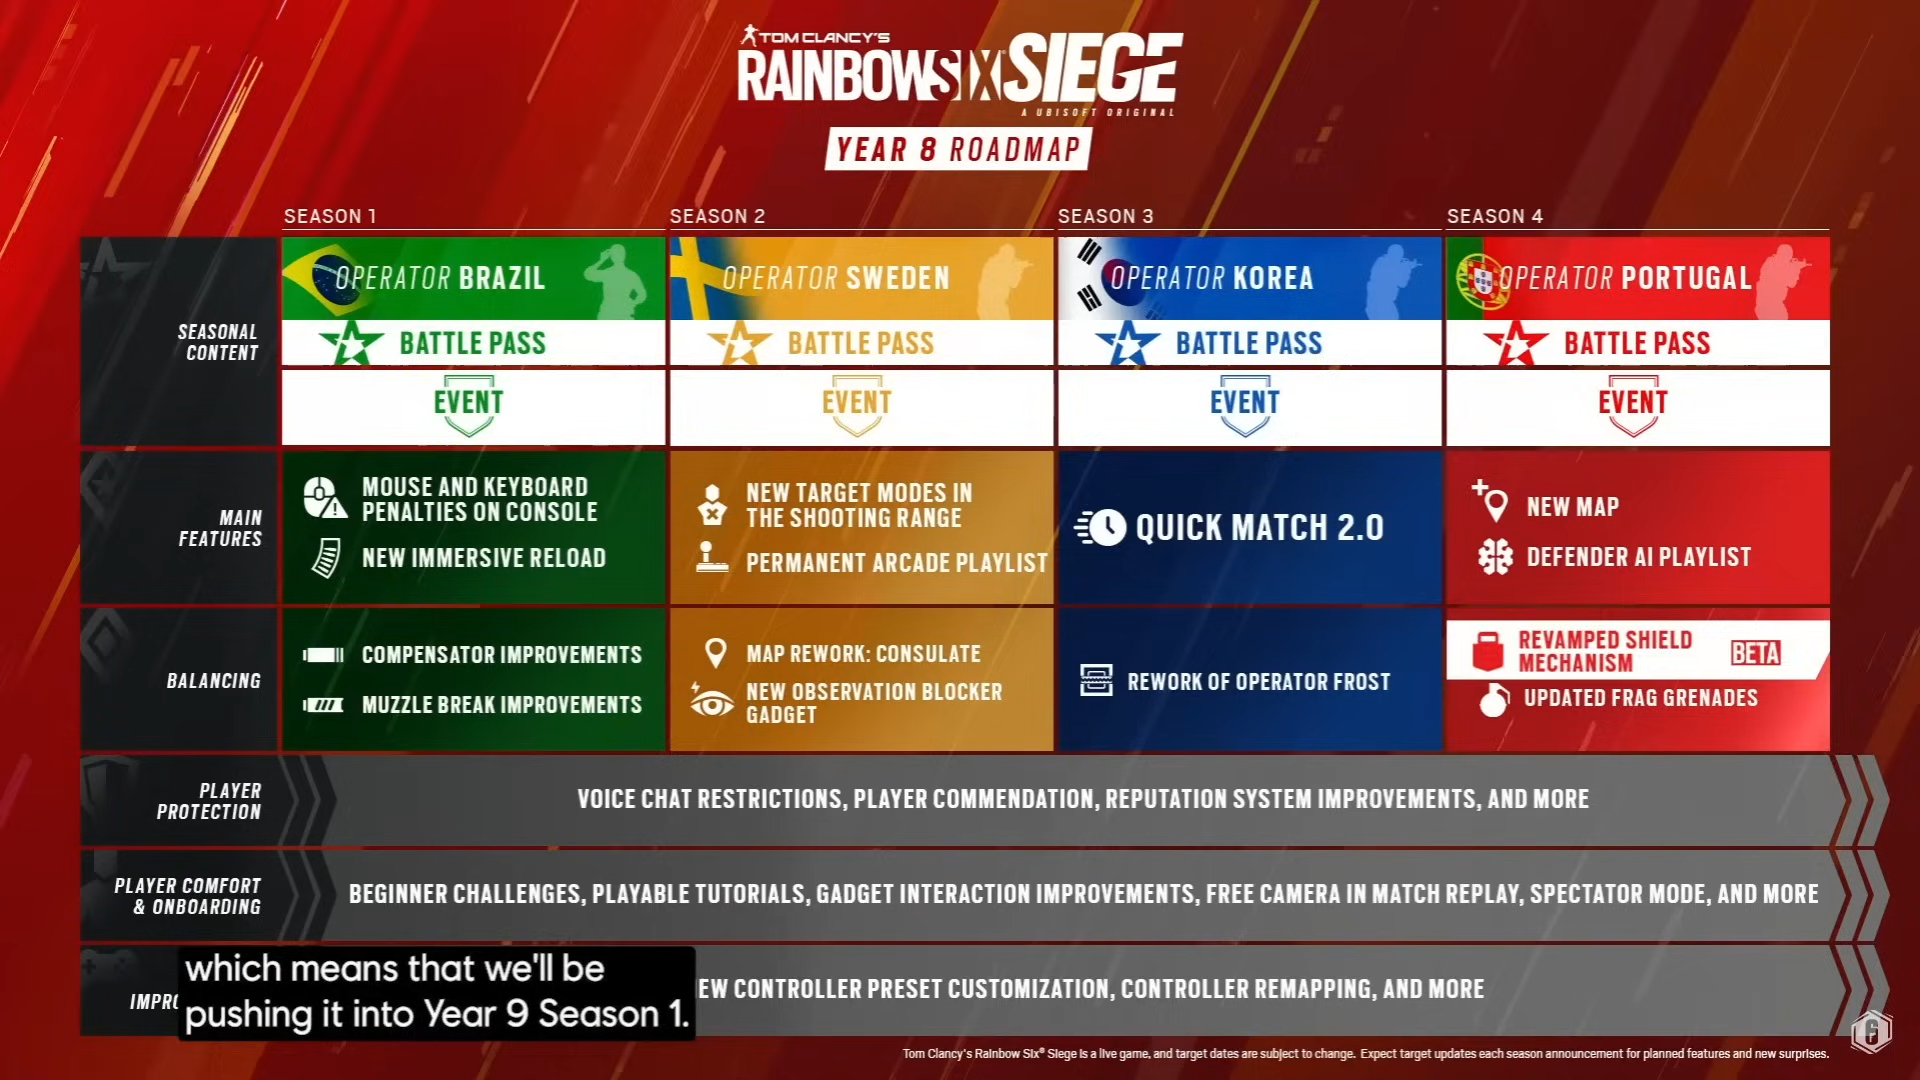 TOM CLANCY'S
RAINBOWSIX SIEGE
A UBISOFT ORIGINAL
YEAR 8 ROADMAP
SEASON 1
SEASON 2
SEASON 3
SEASON 4
SEASONAL
CONTENT
OPERATOR BRAZIL
OPERATOR SWEDEN
OPERATOR KOREA
OPERATOR PORTUGAL
BATTLE PASS
BATTLE PASS
BATTLE PASS
BATTLE PASS
EVENT
EVENT
EVENT
EVENT
MAIN
FEATURES
MOUSE AND KEYBOARD
PENALTIES ON CONSOLE
NEW IMMERSIVE RELOAD
NEW TARGET MODES IN
THE SHOOTING RANGE
PERMANENT ARCADE PLAYLIST
QUICK MATCH 2.0
NEW MAP
DEFENDER AI PLAYLIST
BALANCING
COMPENSATOR IMPROVEMENTS
MUZZLE BREAK IMPROVEMENTS
MAP REWORK: CONSULATE
NEW OBSERVATION BLOCKER
GADGET
REWORK OF OPERATOR FROST
REVAMPED SHIELD
MECHANISM
BETA
UPDATED FRAG GRENADES
PLAYER
PROTECTION
VOICE CHAT RESTRICTIONS, PLAYER COMMENDATION, REPUTATION SYSTEM IMPROVEMENTS, AND MORE
PLAYER COMFORT
& ONBOARDING
BEGINNER CHALLENGES, PLAYABLE TUTORIALS, GADGET INTERACTION IMPROVEMENTS, FREE CAMERA IN MATCH REPLAY, SPECTATOR MODE, AND MORE
which means that we'll be
pushing it into Year 9 Season 1.
CONTROLLER PRESET CUSTOMIZATION, CONTROLLER REMAPPING, AND MORE
Tom Clancy's Rainbow Six® Siege is a live game, and target dates are subject to change. Expect target updates each season announcement for planned features and new surprises.